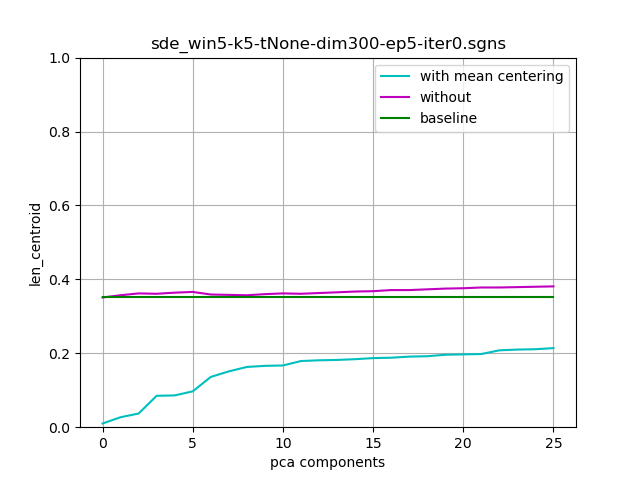 sde_win5-k5-tNone-dim300-ep5-iter0.sgns
with mean centering
without
baseline
len_centroid
1.0
0.8
0.6
0.4
0.2
0.0
0 5 10 15 20 25
pca components